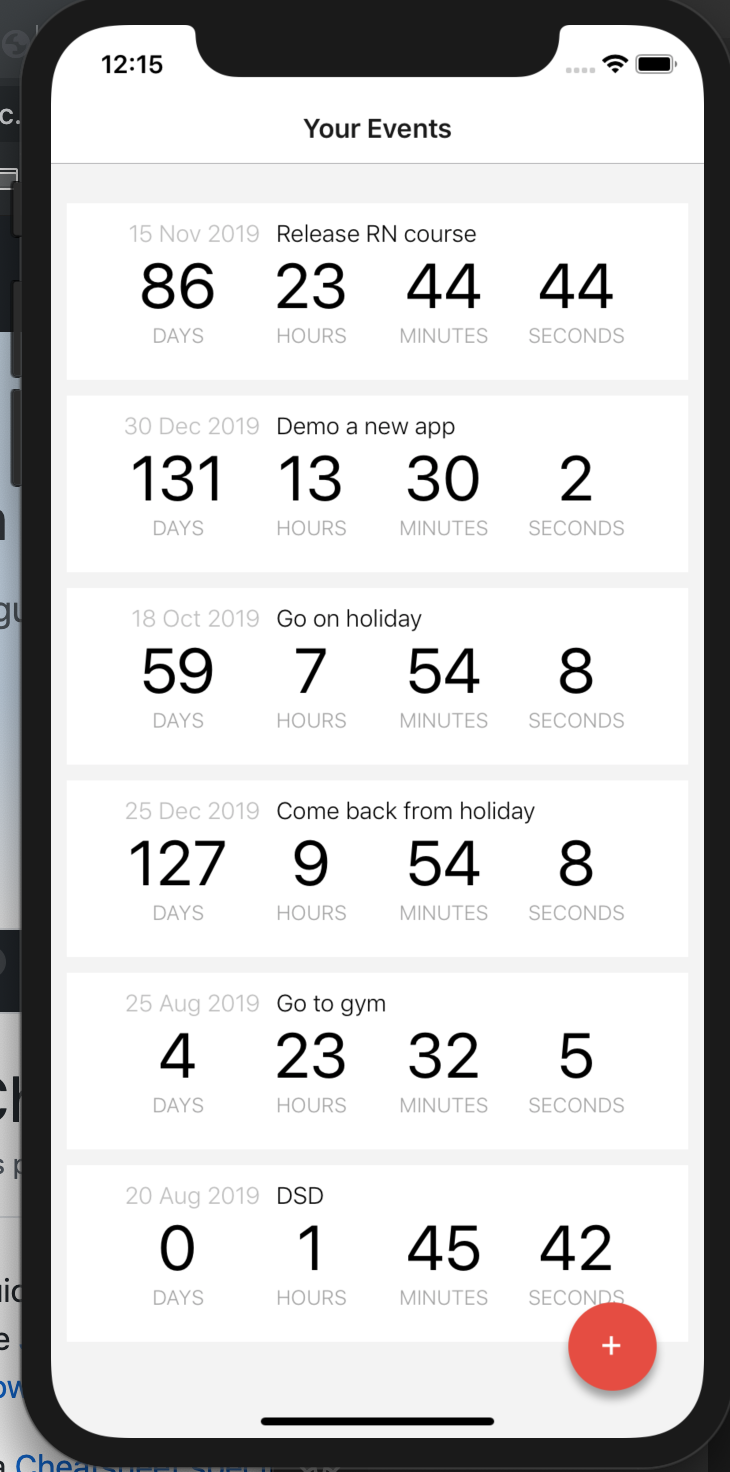 12:15
Your Events
15 Nov 2019 Release RN course
86 23 44 44
DAYS HOURS MINUTES SECONDS
30 Dec 2019 Demo a new app
131 13 30 2
DAYS HOURS MINUTES SECONDS
18 Oct 2019 Go on holiday
59 7 54 8
DAYS HOURS MINUTES SECONDS
25 Dec 2019 Come back from holiday
127 9 54 8
DAYS HOURS MINUTES SECONDS
25 Aug 2019 Go to gym
4 23 32 5
DAYS HOURS MINUTES SECONDS
20 Aug 2019 DSD
0 1 45 42
DAYS HOURS MINUTES SECONDS
+